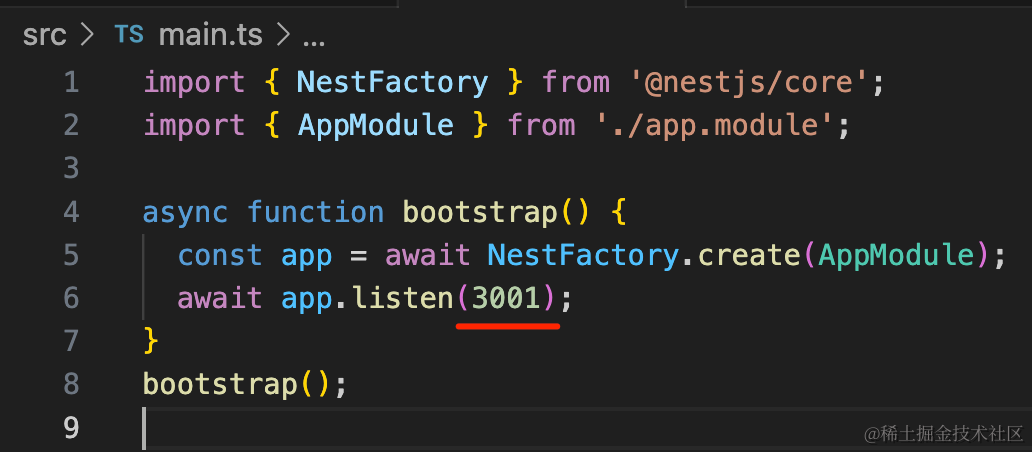 src > TS main.ts > ...
1 import { NestFactory } from '@nestjs/core';
2 import { AppModule } from './app.module';
3
4 async function bootstrap() {
5   const app = await NestFactory.create(AppModule);
6   await app.listen(3001);
7 }
8 bootstrap();
9
@稀土掘金技术社区